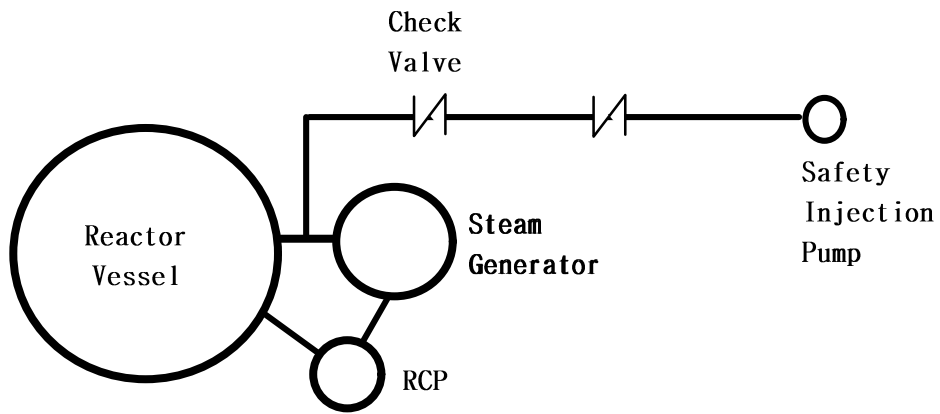 Check
Valve
Safety
Injection
Pump
Steam
Generator
Reactor
Vessel
RCP